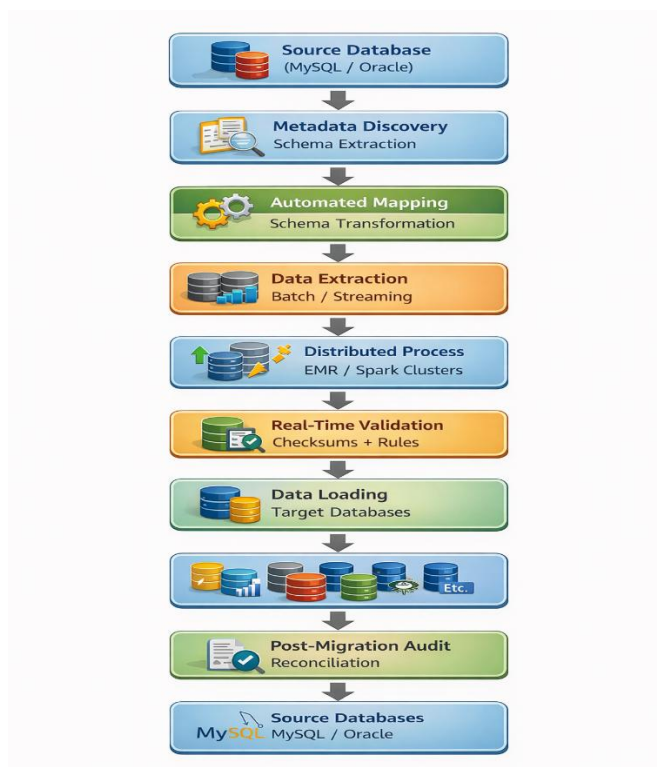 Source Database
(MySQL / Oracle)
Metadata Discovery
Schema Extraction
Automated Mapping
Schema Transformation
Data Extraction
Batch / Streaming
Distributed Process
EMR / Spark Clusters
Real-Time Validation
Checksums + Rules
Data Loading
Target Databases
Etc.
Post-Migration Audit
Reconciliation
Source Databases
MySQL MySQL / Oracle